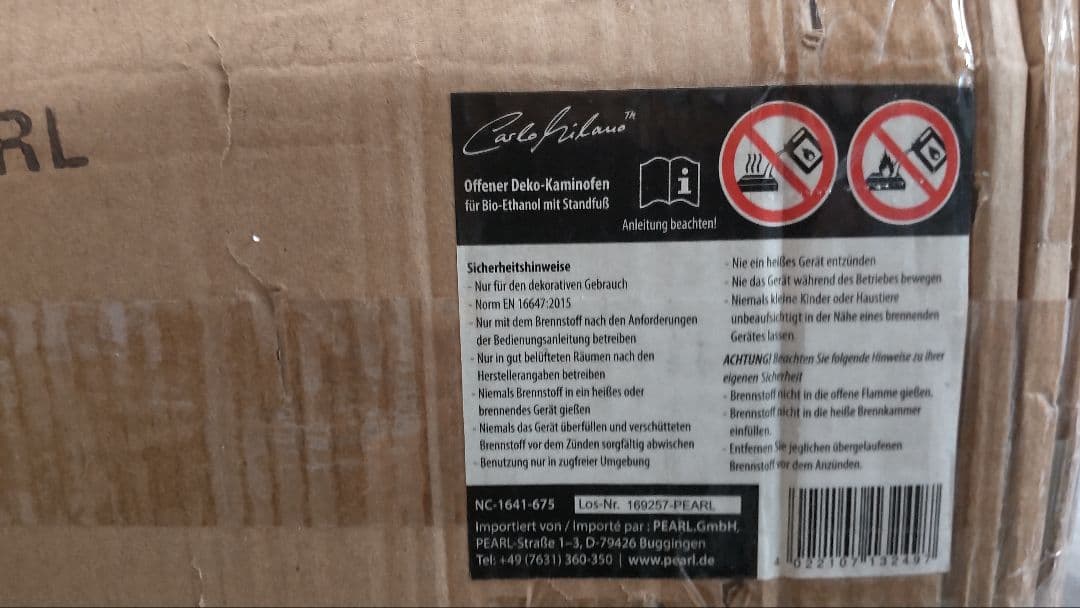 RL
Carlo Milano™
Offener Deko-Kaminofen
für Bio-Ethanol mit Standfuß
i
Anleitung beachten!
Sicherheitshinweise
- Nur für den dekorativen Gebrauch
- Norm EN 16647:2015
- Nur mit dem Brennstoff nach den Anforderungen
der Bedienungsanleitung betreiben
- Nur in gut belüfteten Räumen nach den
Herstellerangaben betreiben
- Niemals Brennstoff in ein heißes oder
brennendes Gerät gießen
- Niemals das Gerät überfüllen und verschütteten
Brennstoff vor dem Zünden sorgfältig abwischen
- Benutzung nur in zugfreier Umgebung
- Nie ein heißes Gerät entzünden
- Nie das Gerät während des Betriebes bewegen
- Niemals kleine Kinder oder Haustiere
unbeaufsichtigt in der Nähe eines brennenden
Gerätes lassen.
ACHTUNG! Beachten Sie folgende Hinweise zu ihrer
eigenen Sicherheit
- Brennstoff nicht in die offene Flamme gießen.
- Brennstoff nicht in die heiße Brennkammer
einfüllen.
- Entfernen Sie jeglichen übergelaufenen
Brennstoff vor dem Anzünden.
NC-1641-675 Los-Nr. 169257-PEARL
Importiert von / Importé par : PEARL.GmbH,
PEARL-Straße 1–3, D-79426 Buggingen
Tel: +49 (7631) 360-350 | www.pearl.de
4 022107 132497